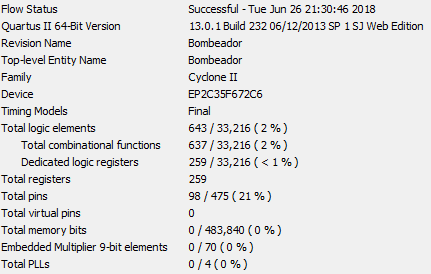 Flow Status Successful - Tue Jun 26 21:30:46 2018
Quartus II 64-Bit Version 13.0.1 Build 232 06/12/2013 SP 1 SJ Web Edition
Revision Name Bombeador
Top-level Entity Name Bombeador
Family Cyclone II
Device EP2C35F672C6
Timing Models Final
Total logic elements 643 / 33,216 ( 2 % )
Total combinational functions 637 / 33,216 ( 2 % )
Dedicated logic registers 259 / 33,216 ( < 1 % )
Total registers 259
Total pins 98 / 475 ( 21 % )
Total virtual pins 0
Total memory bits 0 / 483,840 ( 0 % )
Embedded Multiplier 9-bit elements 0 / 70 ( 0 % )
Total PLLs 0 / 4 ( 0 % )